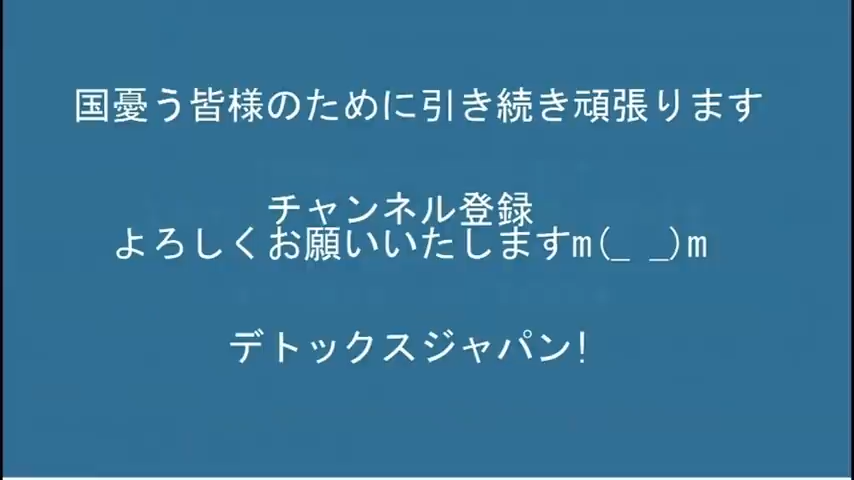 国憂う皆様のために引き続き頑張ります
チャンネル登録
よろしくお願いいたしますm(_ _)m
デトックスジャパン!